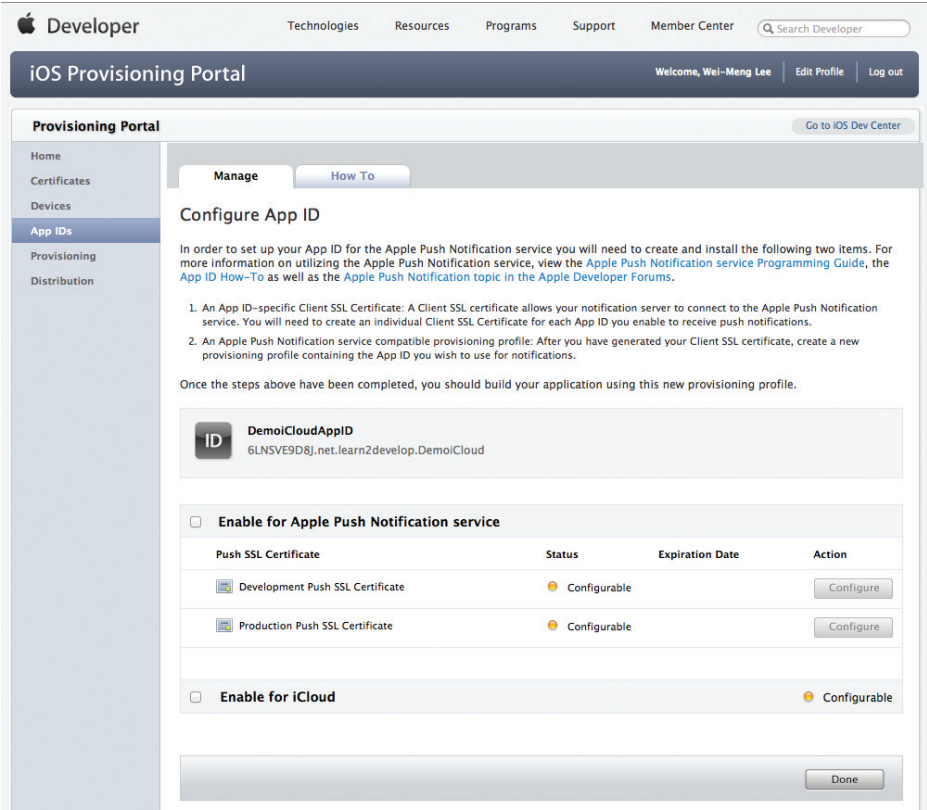 Developer
Technologies Resources Programs Support Member Center Search Developer
iOS Provisioning Portal
Welcome, Wei-Meng Lee Edit Profile Log out
Provisioning Portal
Go to iOS Dev Center
Home
Certificates
Devices
App IDs
Provisioning
Distribution
Manage How To
Configure App ID
In order to set up your App ID for the Apple Push Notification service you will need to create and install the following two items. For
more information on utilizing the Apple Push Notification service, view the Apple Push Notification service Programming Guide, the
App ID How-To as well as the Apple Push Notification topic in the Apple Developer Forums.
1. An App ID-specific Client SSL Certificate: A Client SSL certificate allows your notification server to connect to the Apple Push Notification
service. You will need to create an individual Client SSL Certificate for each App ID you enable to receive push notifications.
2. An Apple Push Notification service compatible provisioning profile: After you have generated your Client SSL certificate, create a new
provisioning profile containing the App ID you wish to use for notifications.
Once the steps above have been completed, you should build your application using this new provisioning profile.
ID
DemoiCloudAppID
6LNSVE9D8J.net.learn2develop.DemoiCloud
Enable for Apple Push Notification service
Push SSL Certificate Status Expiration Date Action
Development Push SSL Certificate Configurable Configure
Production Push SSL Certificate Configurable Configure
Enable for iCloud Configurable
Done